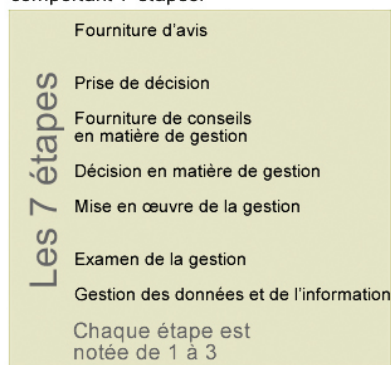 Fourniture d'avis
Prise de décision
Fourniture de conseils
en matière de gestion
Décision en matière de gestion
Mise en œuvre de la gestion
Examen de la gestion
Gestion des données et de l'information
Les 7 étapes
Chaque étape est
notée de 1 à 3